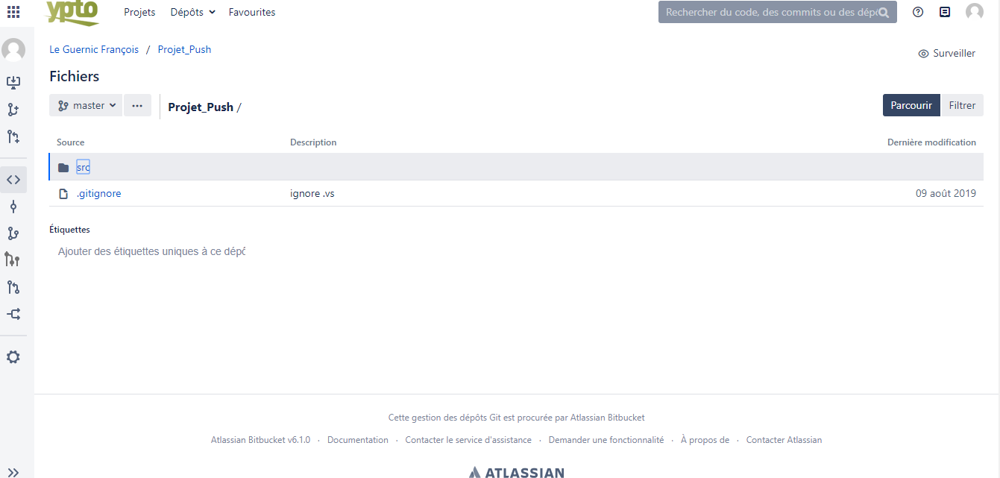 ypto Projets Dépôts Favourites Rechercher du code, des commits ou des dép
Le Guernic François / Projet_Push
Surveiller
Fichiers
master ... Projet_Push /
Parcourir Filtrer
Source Description Dernière modification
src
.gitignore ignore .vs 09 août 2019
Étiquettes
Ajouter des étiquettes uniques à ce dépô
Cette gestion des dépôts Git est procurée par Atlassian Bitbucket
Atlassian Bitbucket v6.1.0 · Documentation · Contacter le service d'assistance · Demander une fonctionnalité · À propos de · Contacter Atlassian
ATLASSIAN